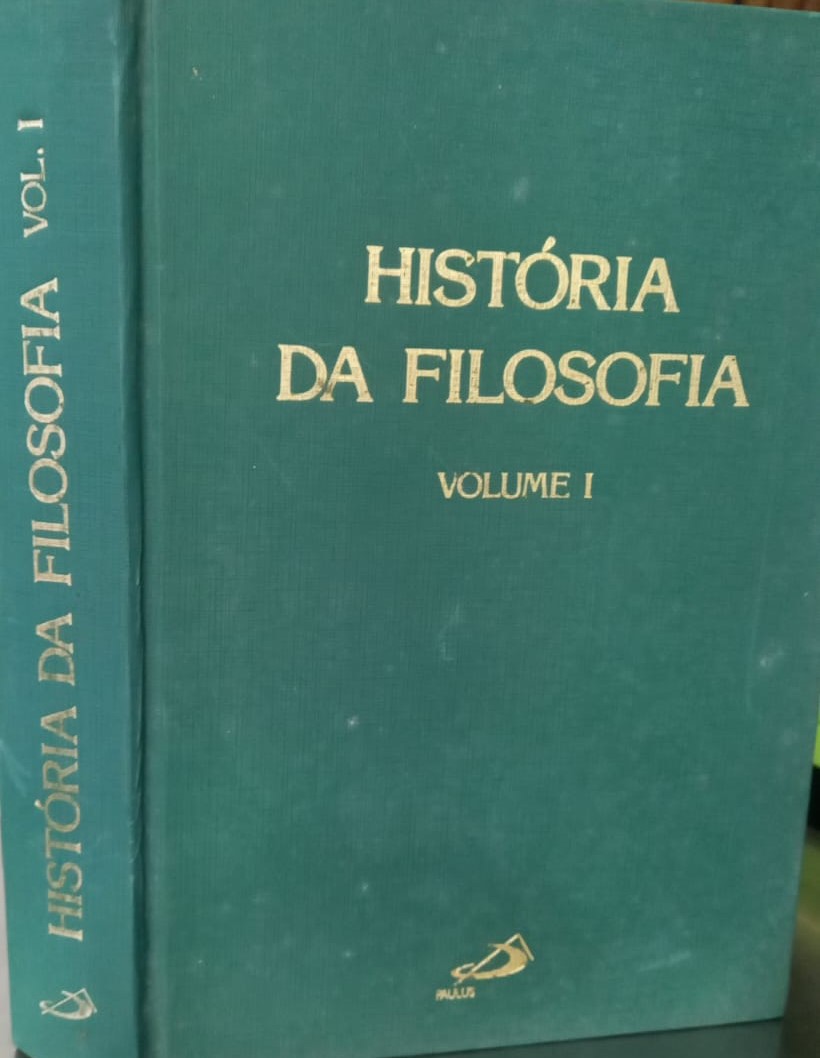 HISTÓRIA DA FILOSOFIA VOL. I
HISTÓRIA
DA FILOSOFIA
VOLUME I
PAULUS